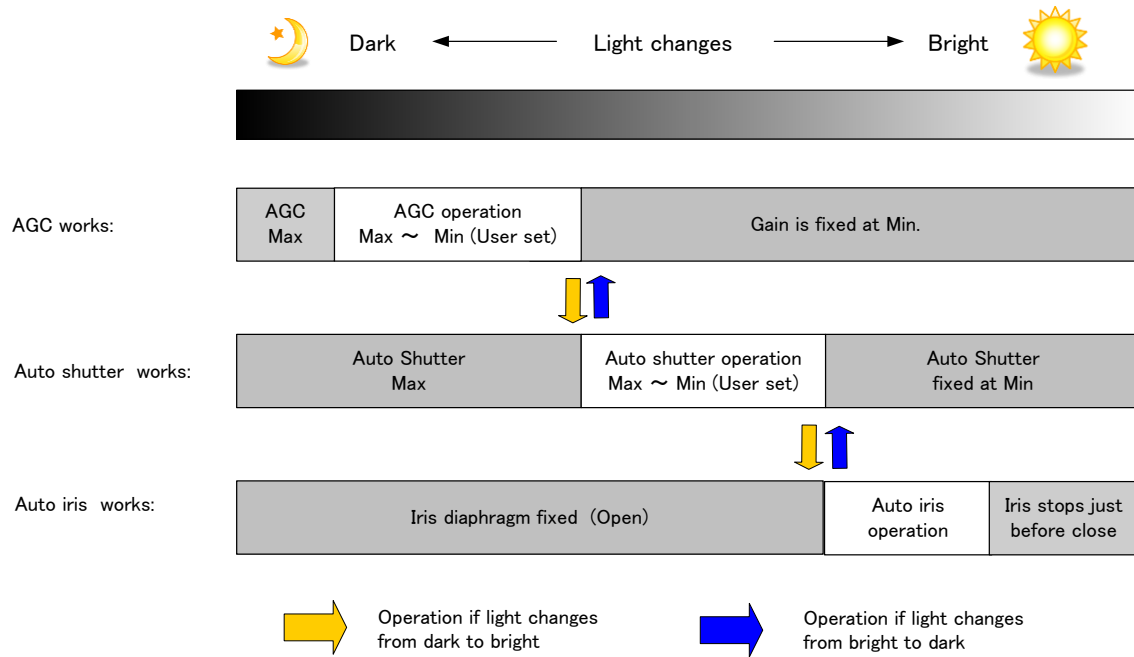 Dark
Light changes
Bright
AGC works:
AGC
Max
AGC operation
Max ～ Min (User set)
Gain is fixed at Min.
Auto shutter works:
Auto Shutter
Max
Auto shutter operation
Max ～ Min (User set)
Auto Shutter
fixed at Min
Auto iris works:
Iris diaphragm fixed (Open)
Auto iris
operation
Iris stops just
before close
Operation if light changes
from dark to bright
Operation if light changes
from bright to dark